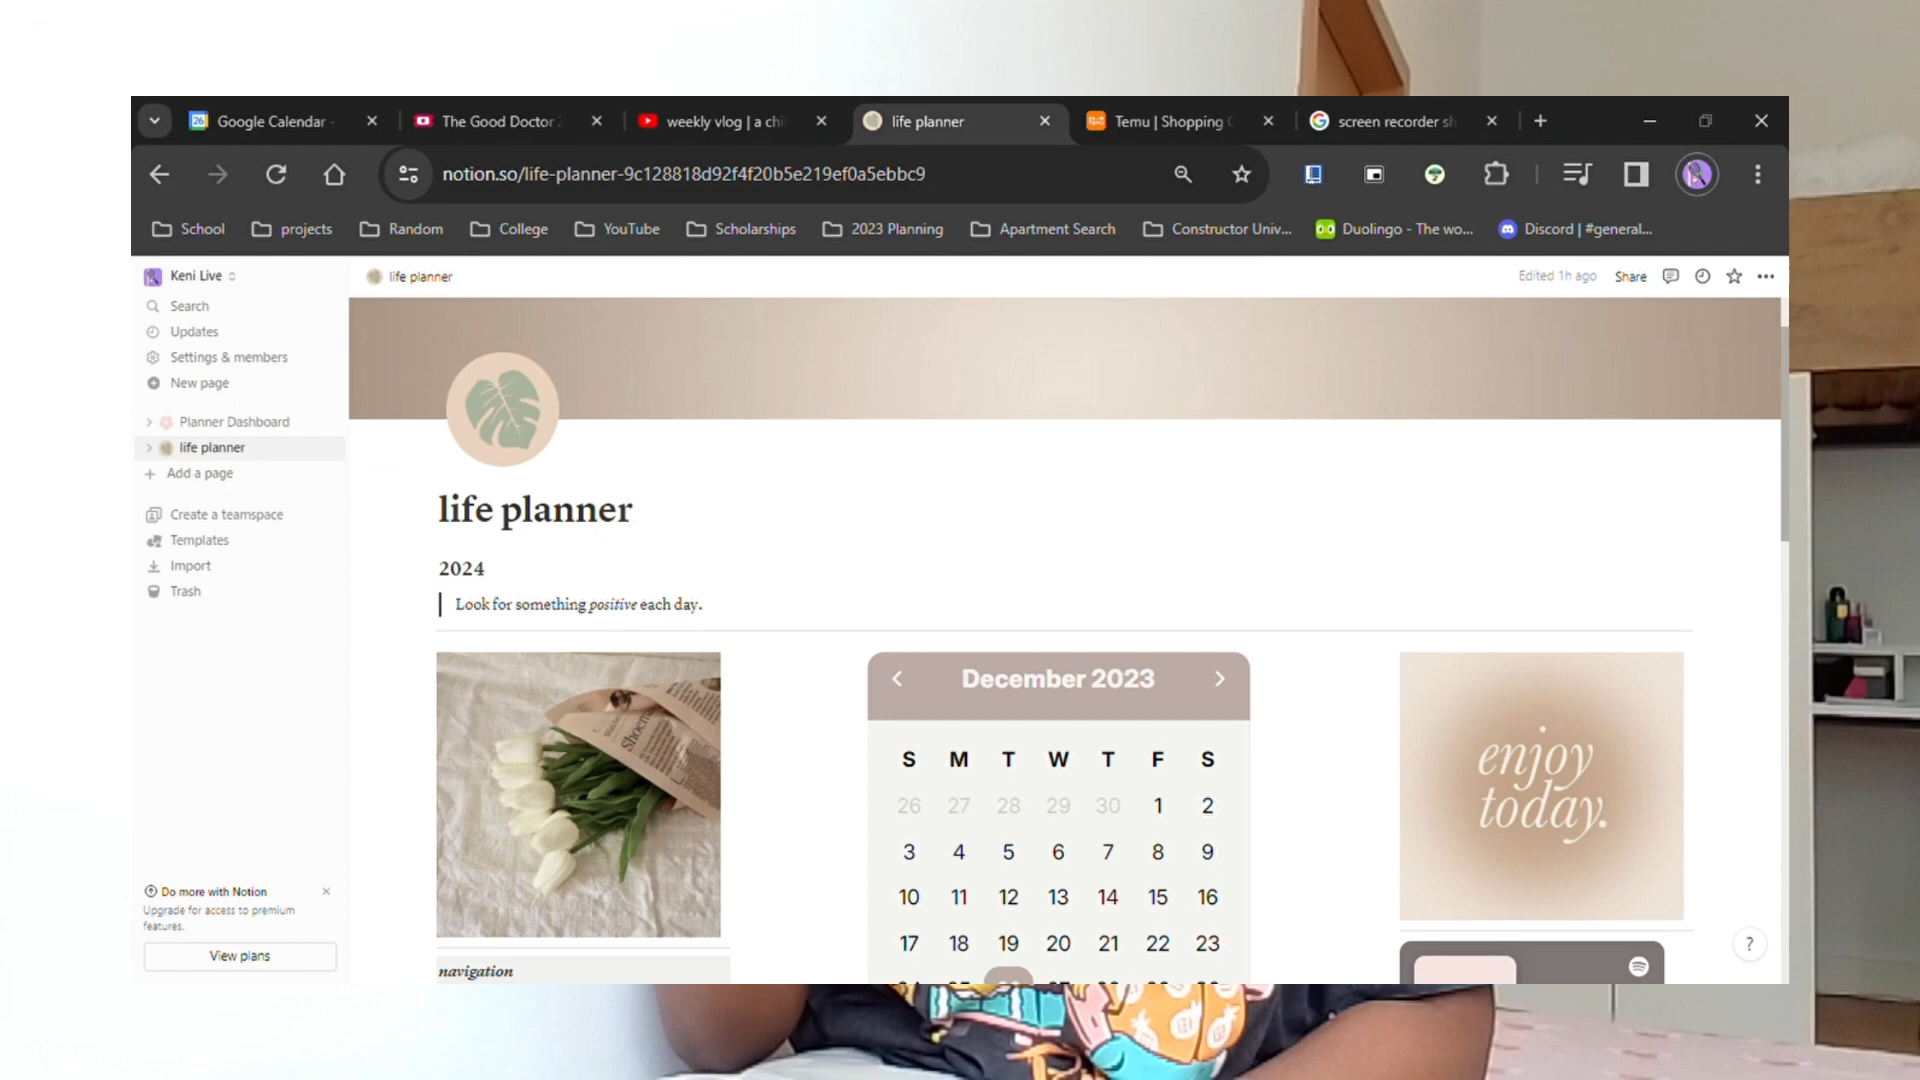 Google Calendar -
The Good Doctor
weekly vlog | a chi
life planner
Temu | Shopping
screen recorder sh
notion.so/life-planner-9c128818d92f4f20b5e219ef0a5ebbc9
School
projects
Random
College
YouTube
Scholarships
2023 Planning
Apartment Search
Constructor Univ...
Duolingo - The wo...
Discord | #general...
Keni Live
life planner
Edited 1h ago
Share
Search
Updates
Settings & members
New page
Planner Dashboard
life planner
Add a page
Create a teamspace
Templates
Import
Trash
Do more with Notion
Upgrade for access to premium
features.
View plans
life planner
2024
Look for something positive each day.
December 2023
S M T W T F S
26 27 28 29 30 1 2
3 4 5 6 7 8 9
10 11 12 13 14 15 16
17 18 19 20 21 22 23
enjoy
today.
navigation
?